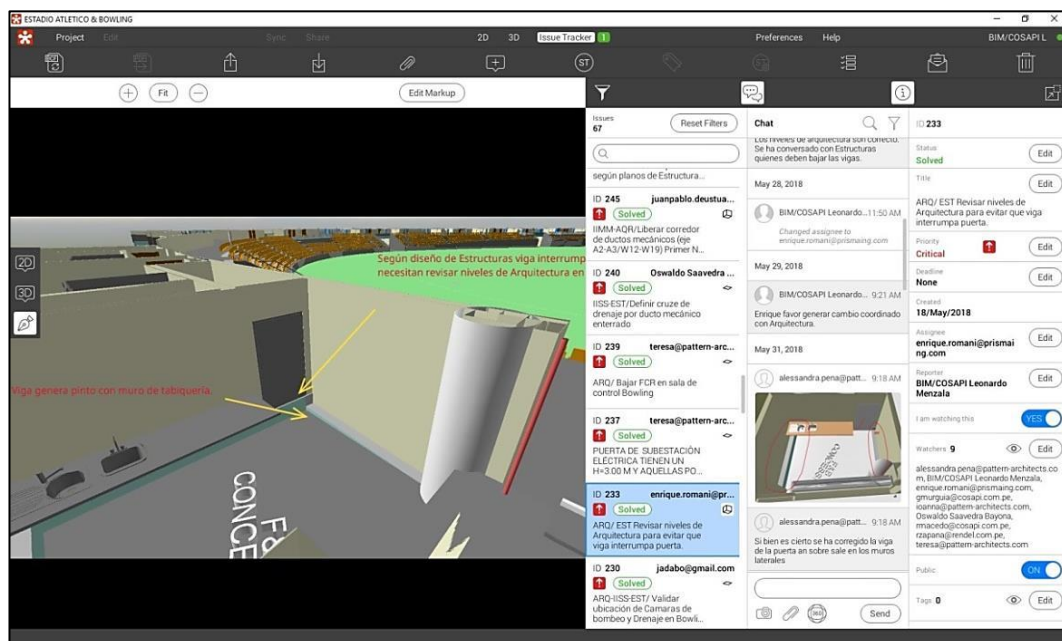 ESTADIO ATLETICO & BOWLING
Project Edit Sync Share 2D 3D Issue Tracker 1 Preferences Help BIM/COSAPI L
ST
Fit Edit Markup
2D
3D
Según diseño de Estructuras viga interrump
necesitan revisar niveles de Arquitectura en
Viga genera pinto con muro de tabiquería.
CONCE
Issues
67
Reset Filters
según planos de Estructura...
ID 245 juanpablo.deustua...
Solved
IIMM-AQR/Liberar corredor
de ductos mecánicos (eje
A2-A3/W12-W19) Primer N...
ID 240 Oswaldo Saavedra ...
Solved
IISS-EST/Definir cruze de
drenaje por ducto mecánico
enterrado
ID 239 teresa@pattern-arc...
Solved
ARQ/ Bajar FCR en sala de
control Bowling
ID 237 teresa@pattern-arc...
Solved
PUERTA DE SUBESTACIÓN
ELÉCTRICA TIENEN UN
H=3.00 M Y AQUELLAS PO...
ID 233 enrique.romani@pr...
Solved
ARQ/ EST Revisar niveles de
Arquitectura para evitar que
viga interrumpa puerta.
ID 230 jadabo@gmail.com
Solved
ARQ-IISS-EST/ Validar
ubicación de Camaras de
bombeo y Drenaje en Bowli...
Chat
Los niveles de arquitectura son correcto.
Se ha conversado con Estructuras
quienes deben bajar las vigas.
May 28, 2018
BIM/COSAPI Leonardo...11:50 AM
Changed assignee to
enrique.romani@prismaing.com
May 29, 2018
BIM/COSAPI Leonardo... 9:21 AM
Enrique favor generar cambio coordinado
con Arquitectura.
May 31, 2018
alessandra.pena@patt... 9:18 AM
alessandra.pena@patt... 9:18 AM
Si bien es cierto se ha corregido la viga
de la puerta an sobre sale en los muros
laterales
360
Send
ID 233
Status
Solved
Edit
Title
Edit
ARQ/ EST Revisar niveles de
Arquitectura para evitar que viga
interrumpa puerta.
Priority
Critical
Edit
Deadline
None
Edit
Created
18/May/2018
Assignee
enrique.romani@prismai
ng.com
Edit
Reporter
BIM/COSAPI Leonardo
Menzala
Edit
I am watching this YES
Watchers 9 Edit
alessandra.pena@pattern-architects.co
m, BIM/COSAPI Leonardo Menzala,
enrique.romani@prismaing.com,
gmurguia@cosapi.com.pe,
ioanna@pattern-architects.com,
Oswaldo Saavedra Bayona,
rmacedo@cosapi.com.pe,
rzapana@rendel.com.pe,
teresa@pattern-architects.com
Public ON
Tags 0 Edit